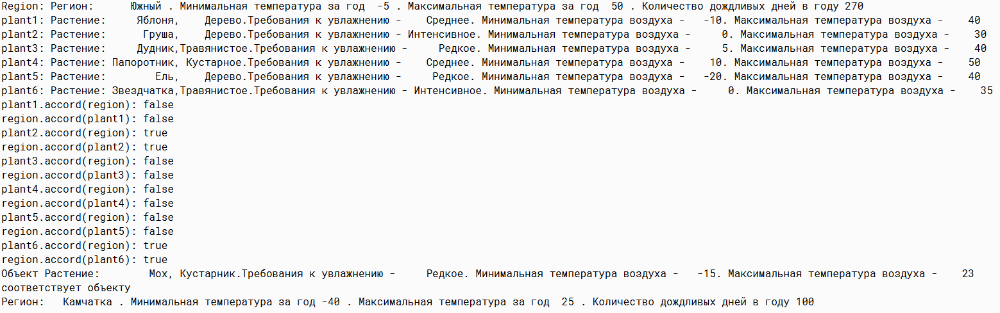 Region: Регион:      Южный . Минимальная температура за год  -5 . Максимальная температура за год  50 . Количество дождливых дней в году 270
plant1: Растение:     Яблоня,    Дерево.Требования к увлажнению -    Среднее. Минимальная температура воздуха -   -10. Максимальная температура воздуха -    40
plant2: Растение:      Груша,    Дерево.Требования к увлажнению - Интенсивное. Минимальная температура воздуха -     0. Максимальная температура воздуха -    30
plant3: Растение:     Дудник,Травянистое.Требования к увлажнению -     Редкое. Минимальная температура воздуха -     5. Максимальная температура воздуха -    40
plant4: Растение: Папоротник, Кустарное.Требования к увлажнению -    Среднее. Минимальная температура воздуха -    10. Максимальная температура воздуха -    50
plant5: Растение:        Ель,    Дерево.Требования к увлажнению -     Редкое. Минимальная температура воздуха -   -20. Максимальная температура воздуха -    40
plant6: Растение: Звездчатка,Травянистое.Требования к увлажнению - Интенсивное. Минимальная температура воздуха -     0. Максимальная температура воздуха -    35
plant1.accord(region): false
region.accord(plant1): false
plant2.accord(region): true
region.accord(plant2): true
plant3.accord(region): false
region.accord(plant3): false
plant4.accord(region): false
region.accord(plant4): false
plant5.accord(region): false
region.accord(plant5): false
plant6.accord(region): true
region.accord(plant6): true
Объект Растение:        Мох, Кустарник.Требования к увлажнению -     Редкое. Минимальная температура воздуха -   -15. Максимальная температура воздуха -    23
соответствует объекту
Регион:   Камчатка . Минимальная температура за год -40 . Максимальная температура за год  25 . Количество дождливых дней в году 100